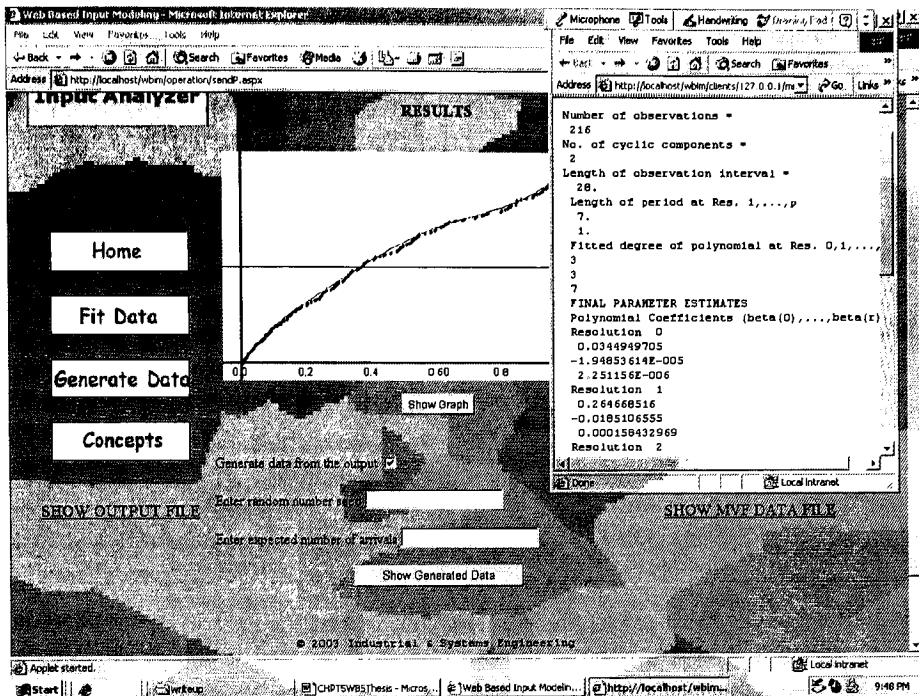 Web Based Input Modeling - Microsoft Internet Explorer
File Edit View Favorites Tools Help
Back Search Favorites Media
Address http://localhost/wbim/operation/sendP.aspx
Input Analyzer
Home
Fit Data
Generate Data
Concepts
SHOW OUTPUT FILE
RESULTS
0 0.2 0.4 0 60 0 8
Show Graph
Generate data from the output
Enter random number seed
Enter expected number of arrivals
Show Generated Data
SHOW MVF DATA FILE
© 2003 Industrial & Systems Engineering
Microphone Tools Handwriting Drawing Pad
File Edit View Favorites Tools Help
Back Search Favorites
Address http://localhost/wbim/clients/127.0.0.1/m Go Links
Number of observations =
216
No. of cyclic components =
2
Length of observation interval =
28.
Length of period at Res. 1,...,p
7.
1.
Fitted degree of polynomial at Res. 0,1,...,
3
3
7
FINAL PARAMETER ESTIMATES
Polynomial Coefficients (beta(0),...,beta(r)
Resolution 0
0.0344949705
-1.94853614E-005
2.251156E-006
Resolution 1
0.264668516
-0.0185106555
0.000158432969
Resolution 2
Done Local intranet
Applet started. Local intranet
Start writeup CHPT5WB5Thesis - Micros... Web Based Input Modelin... http://localhost/wbim... 9:48 PM